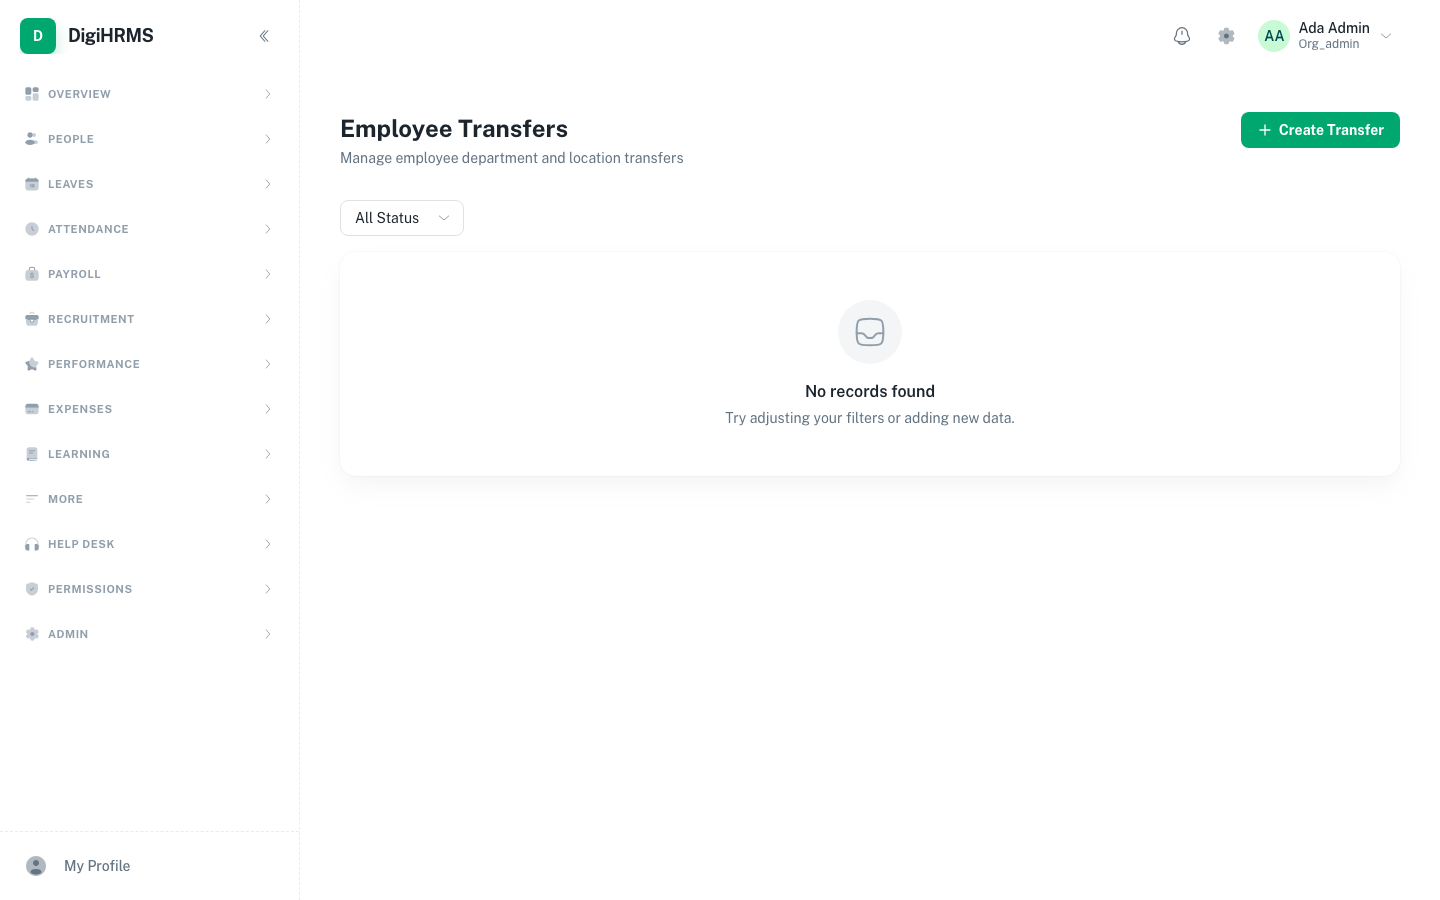 D
DigiHRMS
OVERVIEW
PEOPLE
LEAVES
ATTENDANCE
PAYROLL
RECRUITMENT
PERFORMANCE
EXPENSES
LEARNING
MORE
HELP DESK
PERMISSIONS
ADMIN
My Profile
AA
Ada Admin
Org_admin
Employee Transfers
Manage employee department and location transfers
Create Transfer
All Status
No records found
Try adjusting your filters or adding new data.